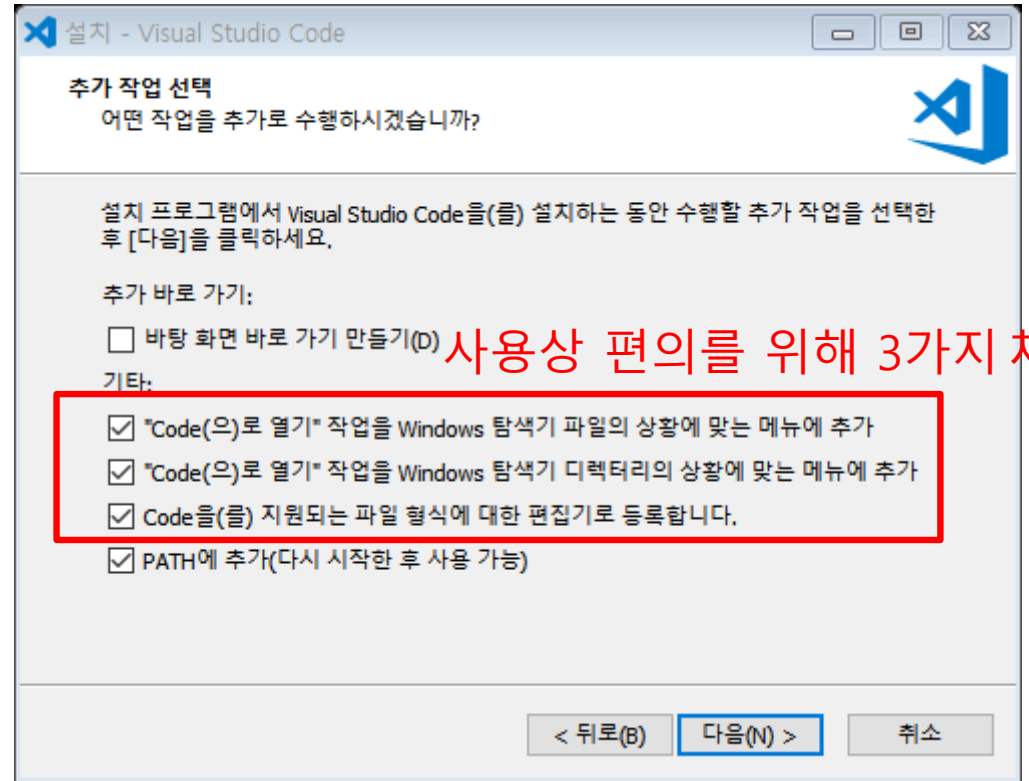 설치 - Visual Studio Code
추가 작업 선택
어떤 작업을 추가로 수행하시겠습니까?
설치 프로그램에서 Visual Studio Code을(를) 설치하는 동안 수행할 추가 작업을 선택한
후 [다음]을 클릭하세요.
추가 바로 가기:
바탕 화면 바로 가기 만들기(D)
사용상 편의를 위해 3가지
기타:
"Code(으)로 열기" 작업을 Windows 탐색기 파일의 상황에 맞는 메뉴에 추가
"Code(으)로 열기" 작업을 Windows 탐색기 디렉터리의 상황에 맞는 메뉴에 추가
Code을(를) 지원되는 파일 형식에 대한 편집기로 등록합니다.
PATH에 추가(다시 시작한 후 사용 가능)
< 뒤로(B)
다음(N) >
취소